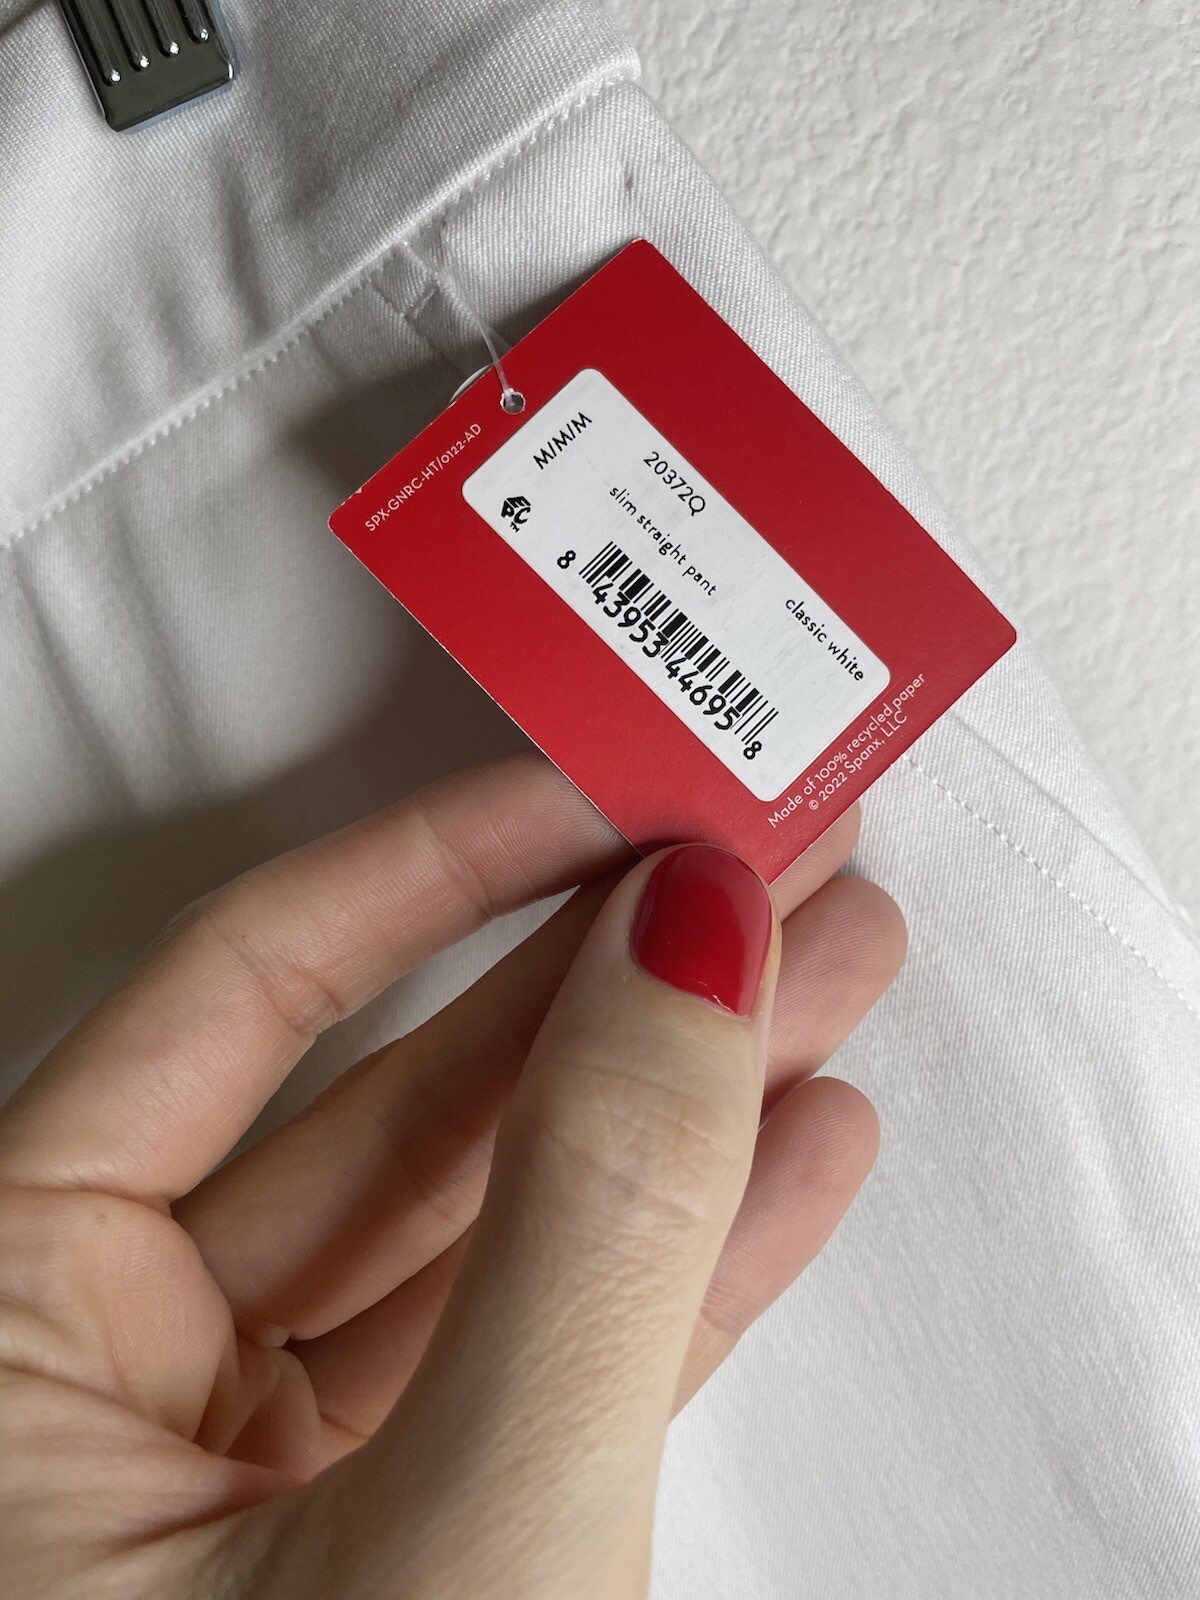 SPX-GNRC-HT/0122-AD
M/M/M
20372Q
slim straight pant
classic white
EPC™
8 43953 44695 8
Made of 100% recycled paper
© 2022 Spanx, LLC